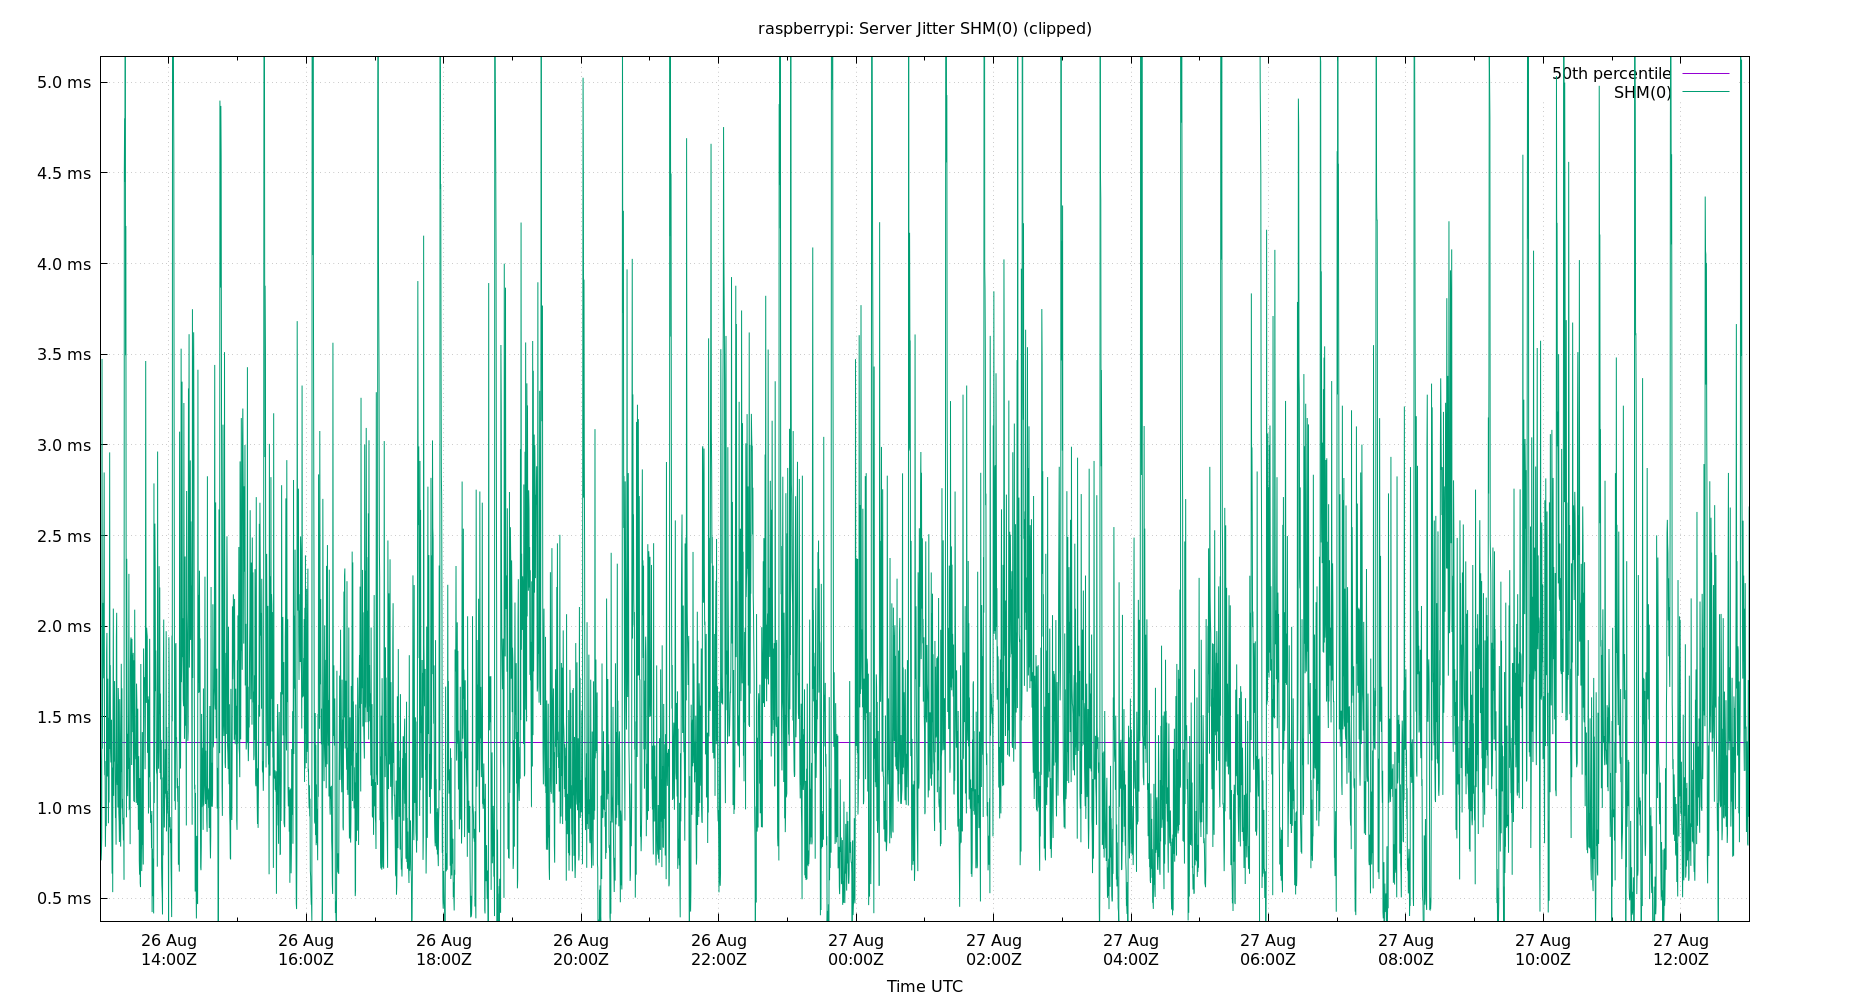 raspberrypi: Server Jitter SHM(0) (clipped)
50th percentile
SHM(0)
5.0 ms
4.5 ms
4.0 ms
3.5 ms
3.0 ms
2.5 ms
2.0 ms
1.5 ms
1.0 ms
0.5 ms
26 Aug 26 Aug 26 Aug 26 Aug 26 Aug 27 Aug 27 Aug 27 Aug 27 Aug 27 Aug 27 Aug 27 Aug
14:00Z 16:00Z 18:00Z 20:00Z 22:00Z 00:00Z 02:00Z 04:00Z 06:00Z 08:00Z 10:00Z 12:00Z
Time UTC